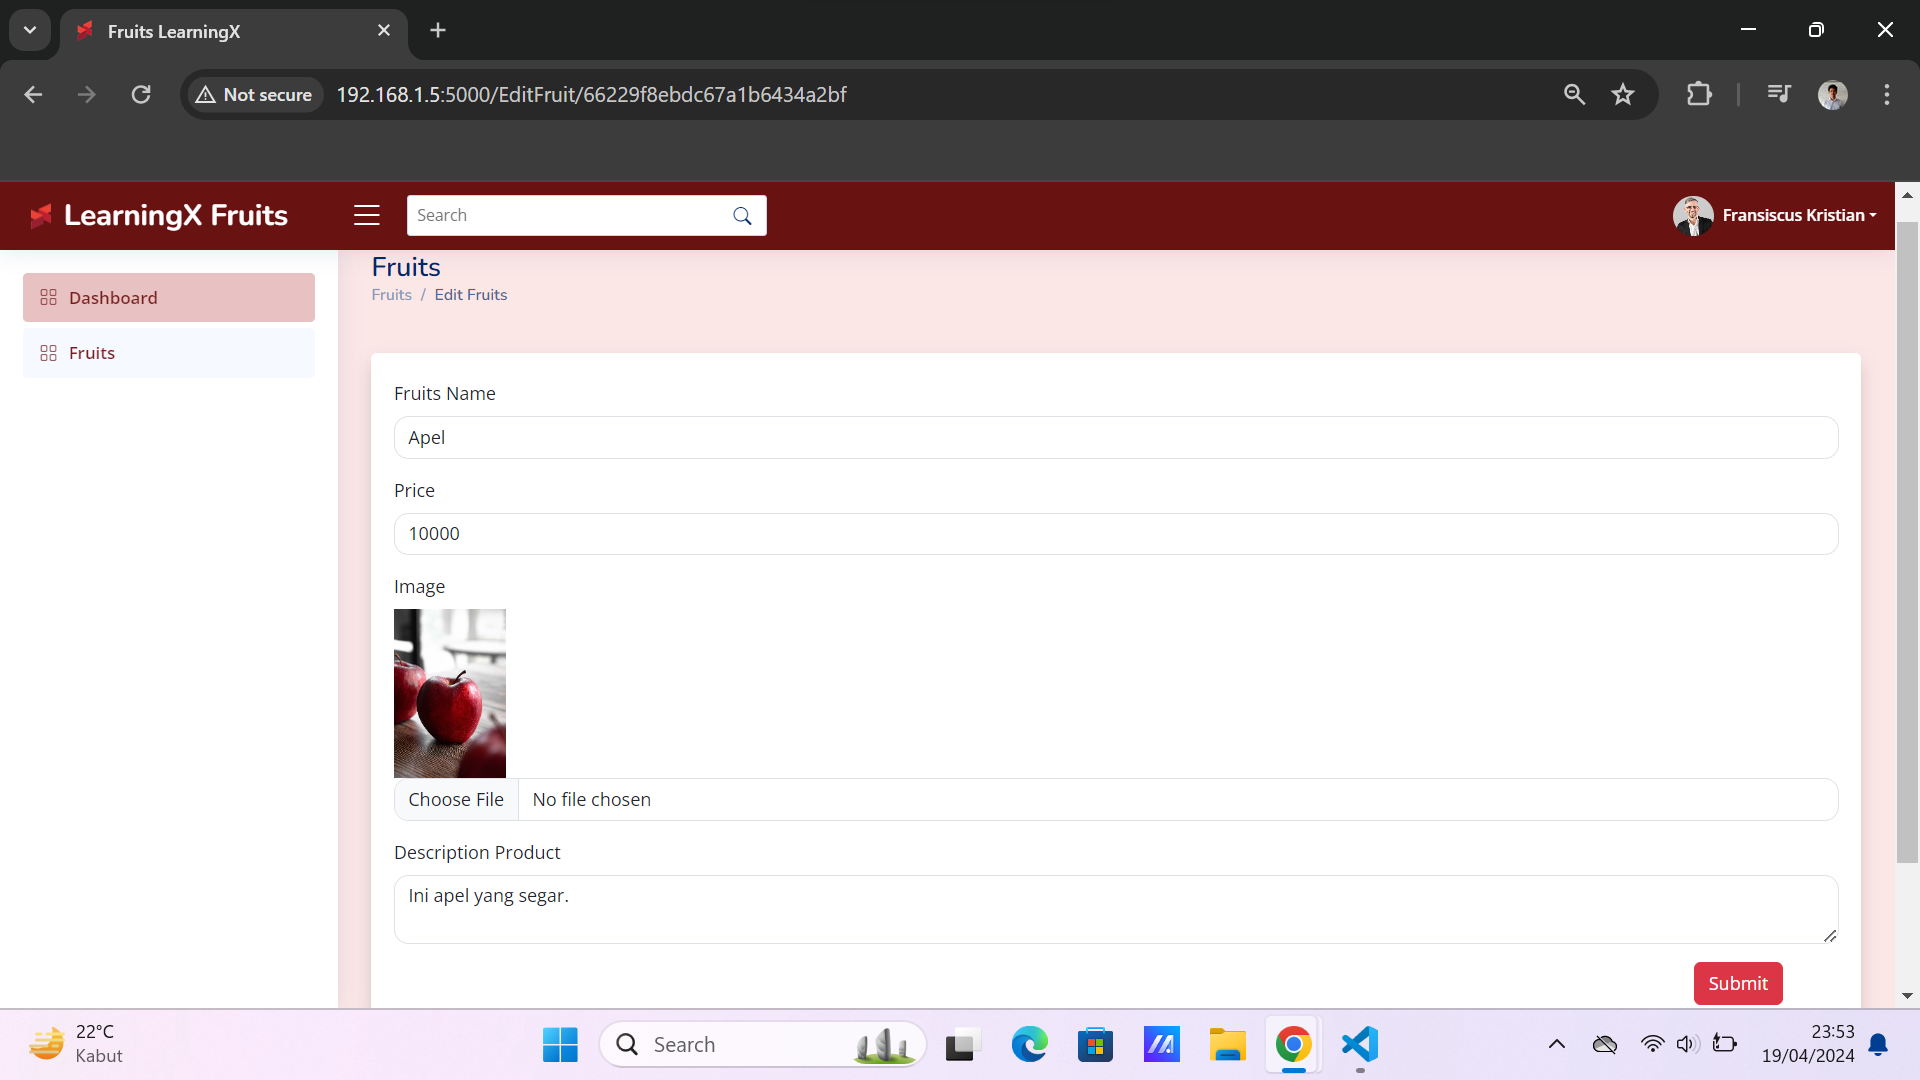 Fruits LearningX
Not secure
192.168.1.5:5000/EditFruit/66229f8ebdc67a1b6434a2bf
LearningX Fruits
Search
Fransiscus Kristian
Dashboard
Fruits
Fruits
Fruits / Edit Fruits
Fruits Name
Apel
Price
10000
Image
Choose File No file chosen
Description Product
Ini apel yang segar.
Submit
22°C
Kabut
Search
23:53
19/04/2024